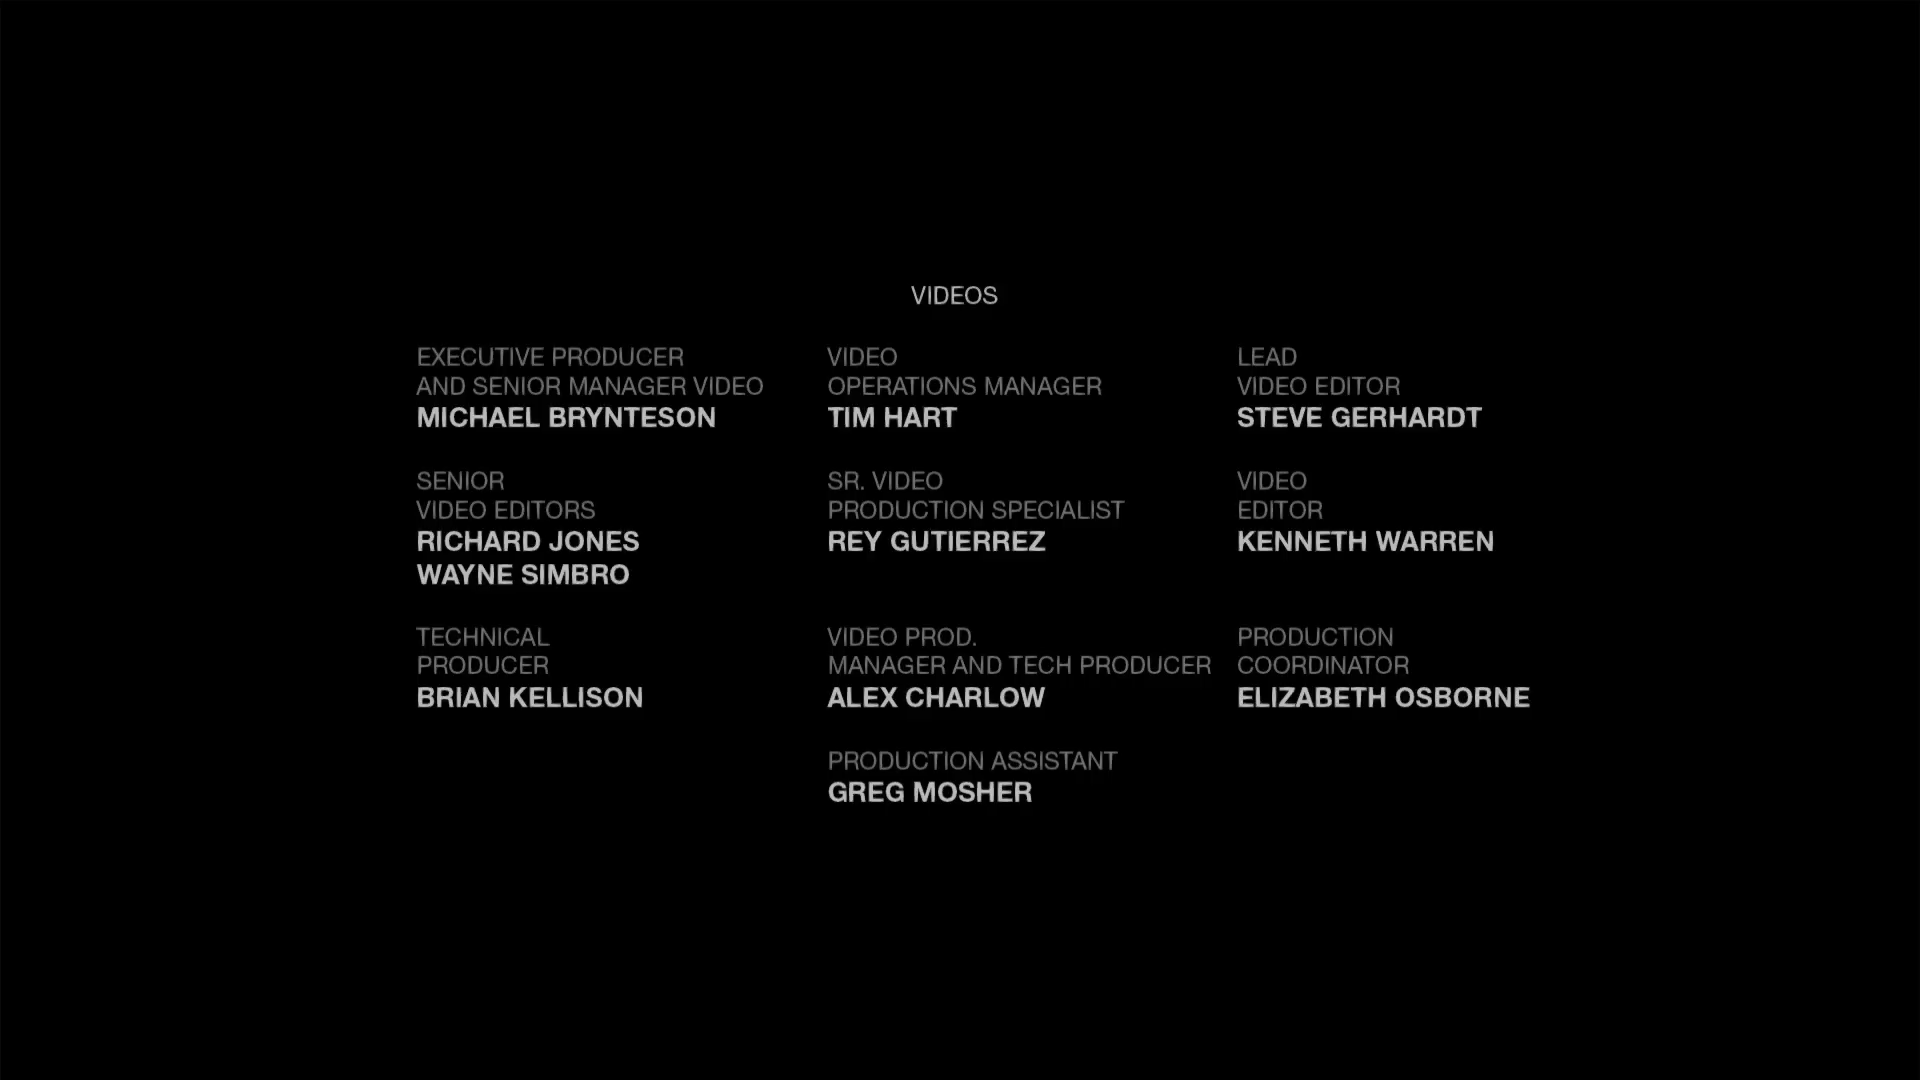 VIDEOS
EXECUTIVE PRODUCER
AND SENIOR MANAGER VIDEO
MICHAEL BRYNTESON
VIDEO
OPERATIONS MANAGER
TIM HART
LEAD
VIDEO EDITOR
STEVE GERHARDT
SENIOR
VIDEO EDITORS
RICHARD JONES
WAYNE SIMBRO
SR. VIDEO
PRODUCTION SPECIALIST
REY GUTIERREZ
VIDEO
EDITOR
KENNETH WARREN
TECHNICAL
PRODUCER
BRIAN KELLISON
VIDEO PROD.
MANAGER AND TECH PRODUCER
ALEX CHARLOW
PRODUCTION
COORDINATOR
ELIZABETH OSBORNE
PRODUCTION ASSISTANT
GREG MOSHER